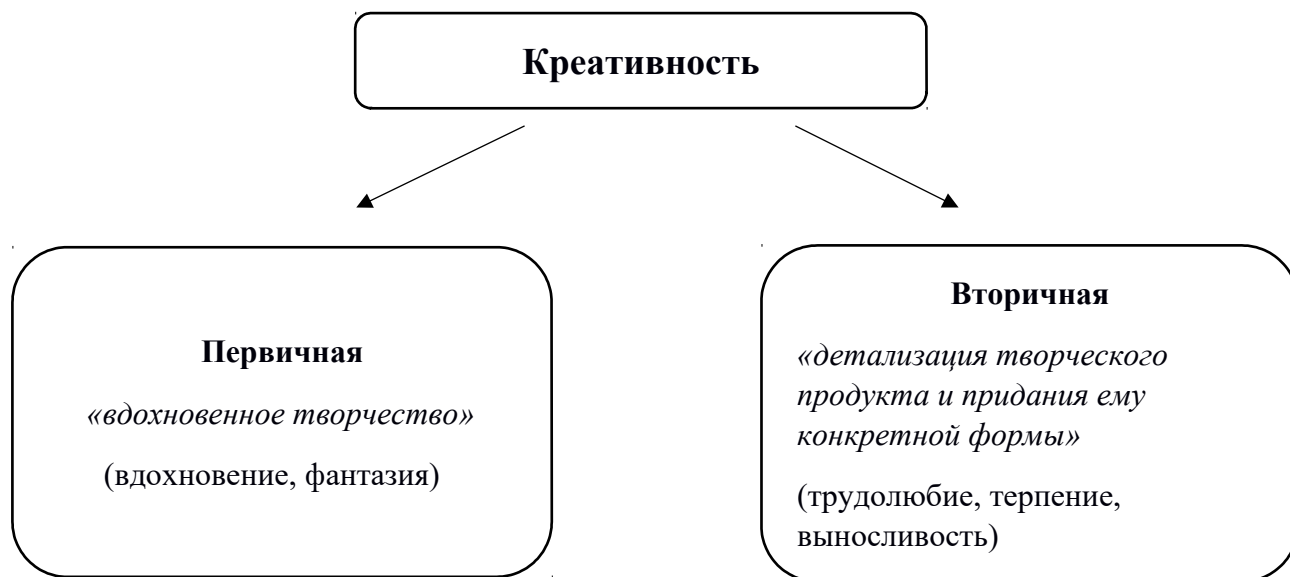 Креативность
Первичная
«вдохновенное творчество»
(вдохновение, фантазия)
Вторичная
«детализация творческого
продукта и придания ему
конкретной формы»
(трудолюбие, терпение,
выносливость)